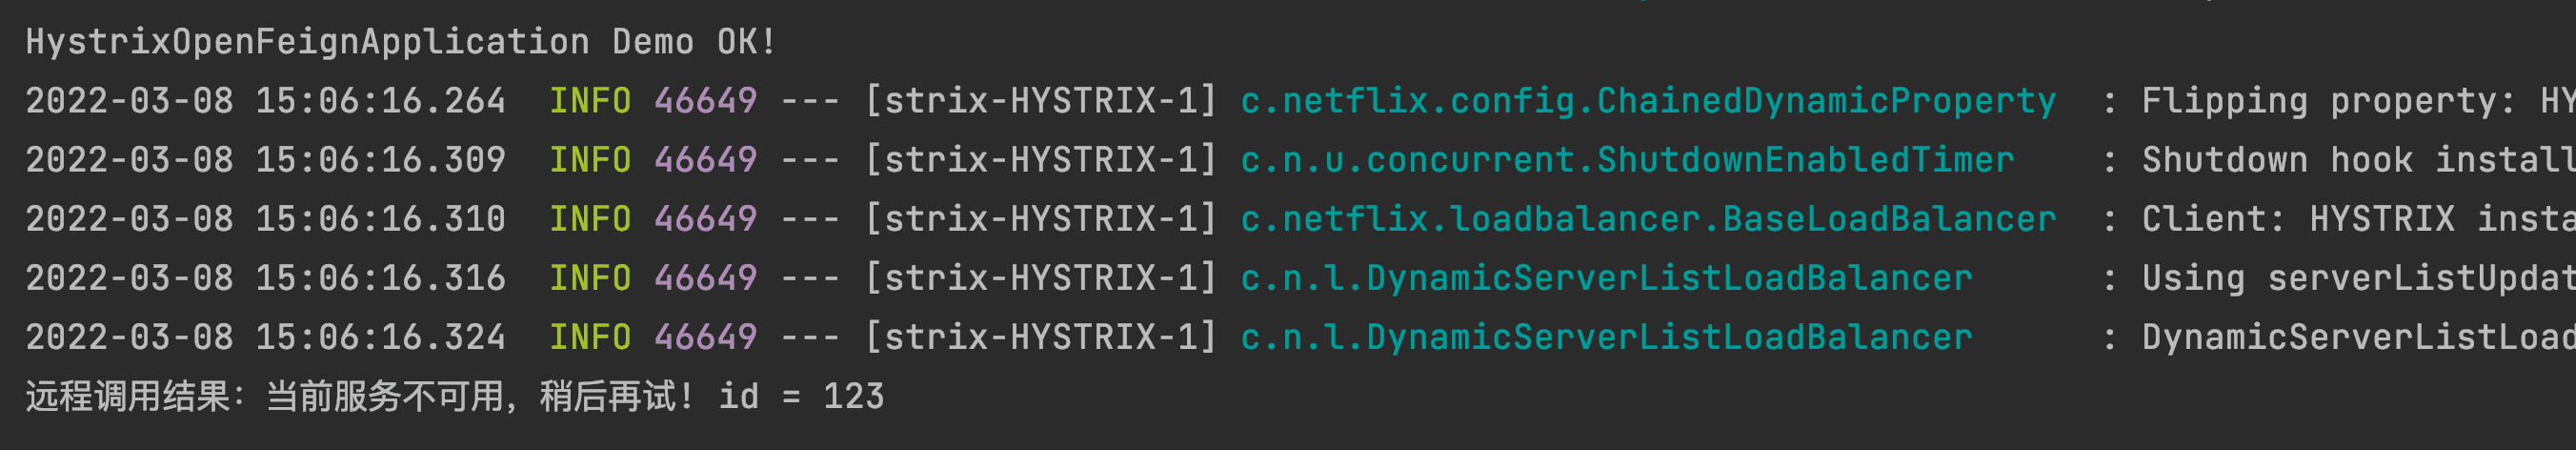 HystrixOpenFeignApplication Demo OK!
2022-03-08 15:06:16.264  INFO 46649 --- [strix-HYSTRIX-1] c.netflix.config.ChainedDynamicProperty  : Flipping property: HY
2022-03-08 15:06:16.309  INFO 46649 --- [strix-HYSTRIX-1] c.n.u.concurrent.ShutdownEnabledTimer    : Shutdown hook install
2022-03-08 15:06:16.310  INFO 46649 --- [strix-HYSTRIX-1] c.netflix.loadbalancer.BaseLoadBalancer  : Client: HYSTRIX insta
2022-03-08 15:06:16.316  INFO 46649 --- [strix-HYSTRIX-1] c.n.l.DynamicServerListLoadBalancer      : Using serverListUpdat
2022-03-08 15:06:16.324  INFO 46649 --- [strix-HYSTRIX-1] c.n.l.DynamicServerListLoadBalancer      : DynamicServerListLoad
远程调用结果：当前服务不可用，稍后再试！id = 123